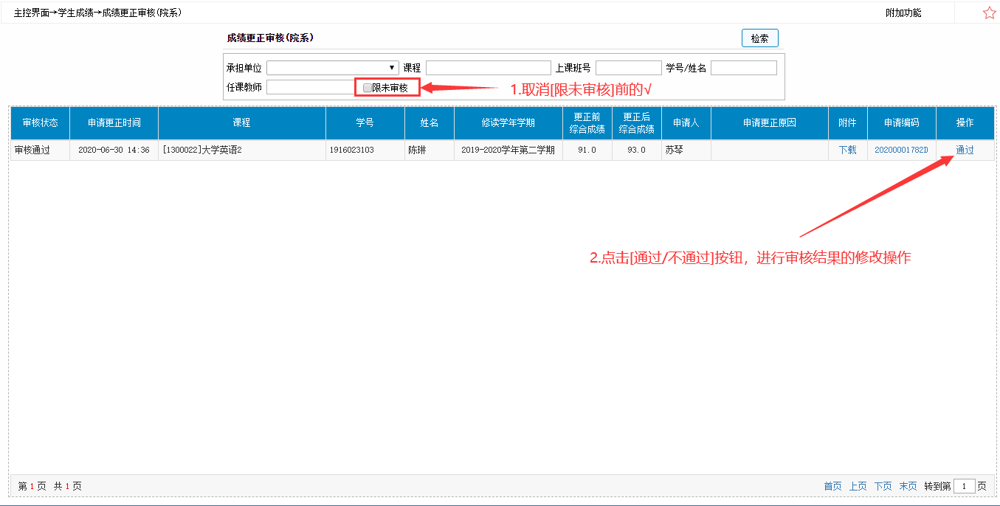 主控界面→学生成绩→成绩更正审核(院系) 附加功能
成绩更正审核(院系) 检索
承担单位 课程 上课班号 学号/姓名
任课教师 限未审核 1.取消[限未审核]前的√
审核状态 申请更正时间 课程 学号 姓名 修读学年学期 更正前综合成绩 更正后综合成绩 申请人 申请更正原因 附件 申请编码 操作
审核通过 2020-06-30 14:36 [1300022]大学英语2 1916023103 陈琳 2019-2020学年第二学期 91.0 93.0 苏琴 下载 20200001782D 通过
2.点击[通过/不通过]按钮，进行审核结果的修改操作
第 1 页 共 1 页 首页 上页 下页 末页 转到第 1 页